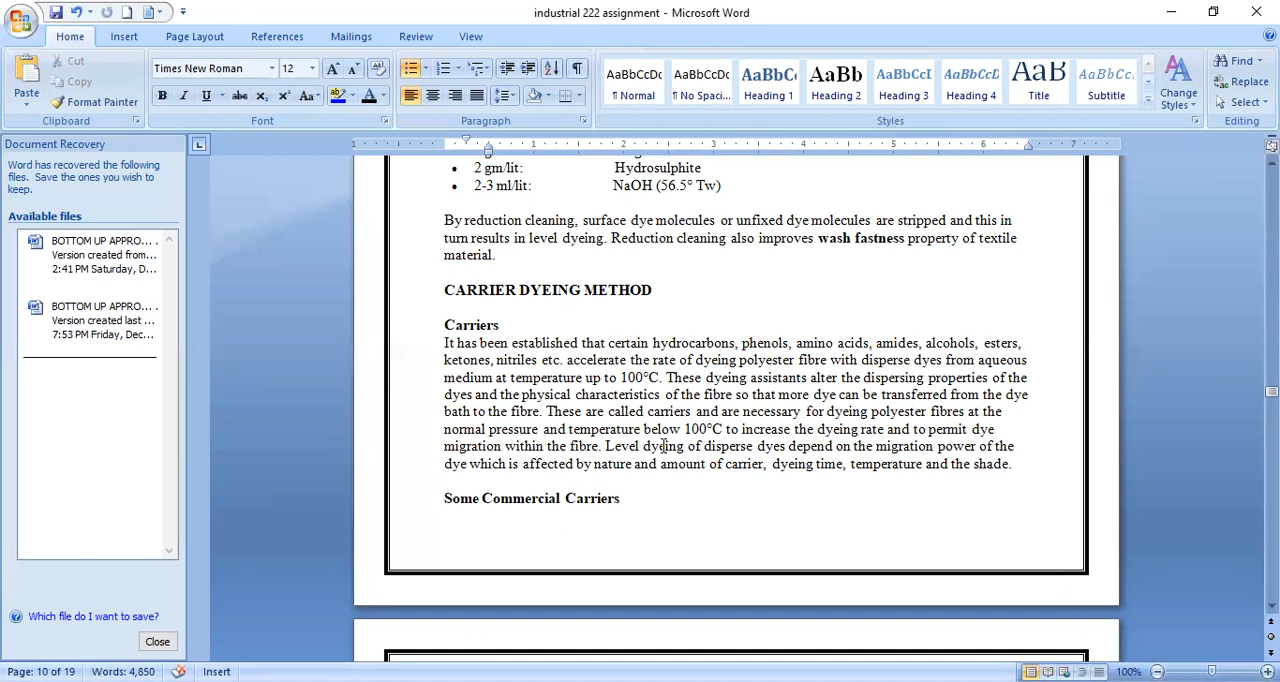 industrial 222 assignment - Microsoft Word
Home Insert Page Layout References Mailings Review View
Paste
Cut
Copy
Format Painter
Clipboard
Times New Roman 12
Font
Paragraph
AaBbCcDc AaBbCcDc AaBbC AaBb AaBbCcI AaBbCcD AaB AaBbCc.
¶ Normal ¶ No Spaci... Heading 1 Heading 2 Heading 3 Heading 4 Title Subtitle
Change Styles
Styles
Find
Replace
Select
Editing
Document Recovery
Word has recovered the following
files. Save the ones you wish to
keep.
Available files
BOTTOM UP APPRO... .
Version created from...
2:41 PM Saturday, D...
BOTTOM UP APPRO... .
Version created last ...
7:53 PM Friday, Dec...
Which file do I want to save?
Close
1 1 2 3 4 5 6 7
• 2 gm/lit: Hydrosulphite
• 2-3 ml/lit: NaOH (56.5° Tw)
By reduction cleaning, surface dye molecules or unfixed dye molecules are stripped and this in
turn results in level dyeing. Reduction cleaning also improves wash fastness property of textile
material.
CARRIER DYEING METHOD
Carriers
It has been established that certain hydrocarbons, phenols, amino acids, amides, alcohols, esters,
ketones, nitriles etc. accelerate the rate of dyeing polyester fibre with disperse dyes from aqueous
medium at temperature up to 100°C. These dyeing assistants alter the dispersing properties of the
dyes and the physical characteristics of the fibre so that more dye can be transferred from the dye
bath to the fibre. These are called carriers and are necessary for dyeing polyester fibres at the
normal pressure and temperature below 100°C to increase the dyeing rate and to permit dye
migration within the fibre. Level dyeing of disperse dyes depend on the migration power of the
dye which is affected by nature and amount of carrier, dyeing time, temperature and the shade.
Some Commercial Carriers
Page: 10 of 19 Words: 4,850 Insert 100%